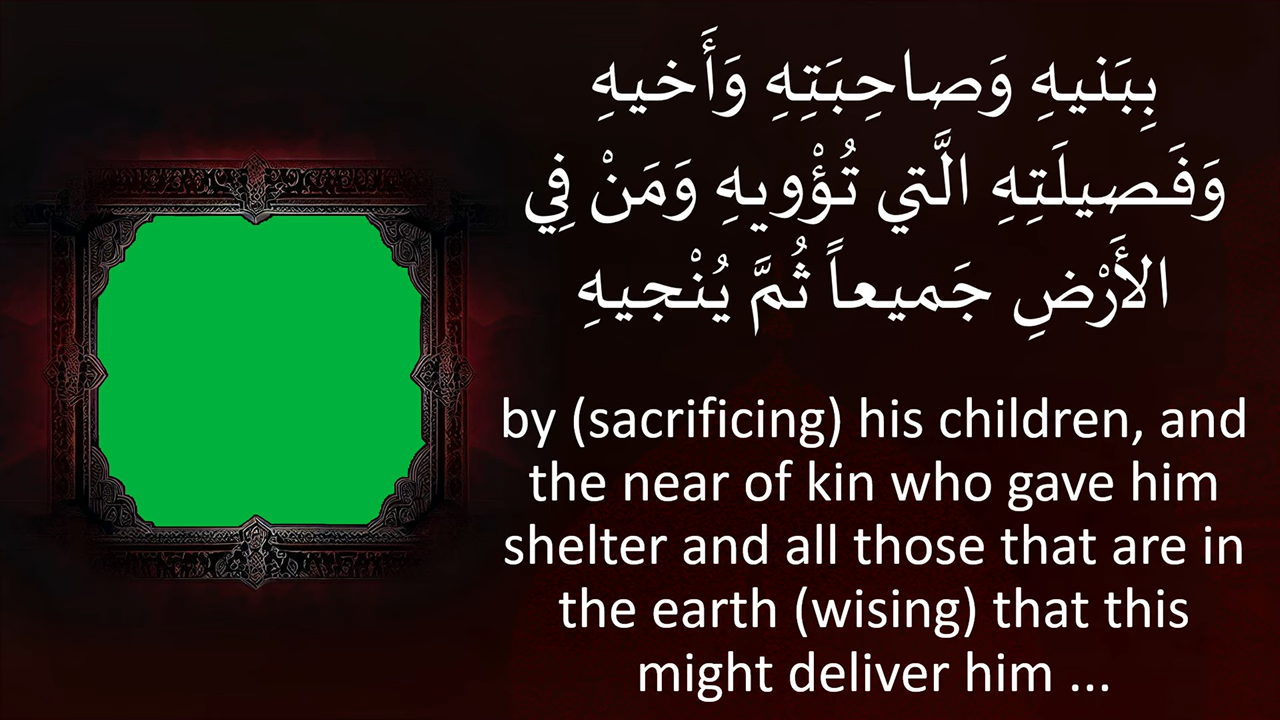 بِبَنيهِ وَصاحِبَتِهِ وَأَخيهِ
وَفَصيلَتِهِ الَّتي تُؤْويهِ وَمَنْ فِي
الأَرْضِ جَميعاً ثُمَّ يُنْجيهِ
by (sacrificing) his children, and
the near of kin who gave him
shelter and all those that are in
the earth (wising) that this
might deliver him ...